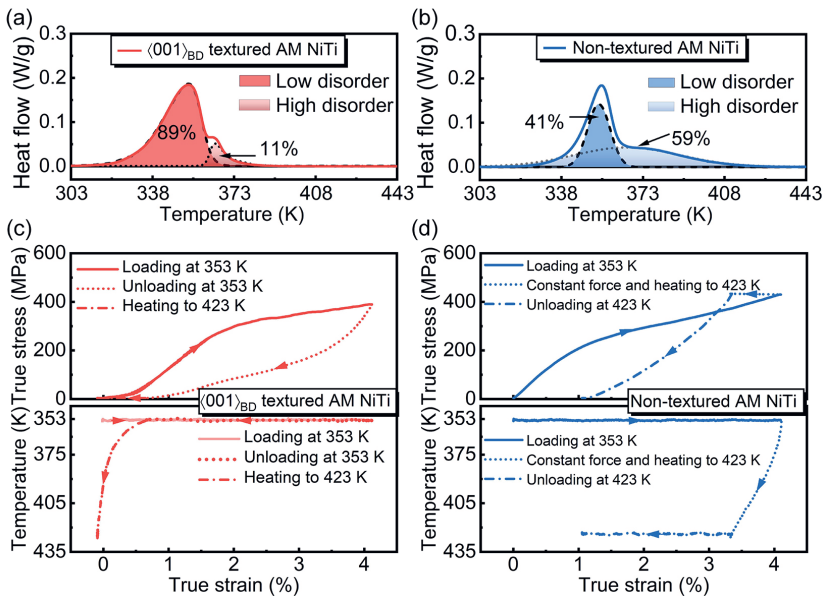 (a)
⟨001⟩BD textured AM NiTi
Low disorder
High disorder
89%
11%
Heat flow (W/g)
0.3
0.2
0.1
0.0
303 338 373 408 443
Temperature (K)
(b)
Non-textured AM NiTi
Low disorder
High disorder
41%
59%
Heat flow (W/g)
0.3
0.2
0.1
0.0
303 338 373 408 443
Temperature (K)
(c)
Loading at 353 K
Unloading at 353 K
Heating to 423 K
True stress (MPa)
600
400
200
0
⟨001⟩BD textured AM NiTi
Loading at 353 K
Unloading at 353 K
Heating to 423 K
Temperature (K)
353
375
405
435
0 1 2 3 4
True strain (%)
(d)
Loading at 353 K
Constant force and heating to 423 K
Unloading at 423 K
True stress (MPa)
600
400
200
0
Non-textured AM NiTi
Loading at 353 K
Constant force and heating to 423 K
Unloading at 423 K
Temperature (K)
353
375
405
435
0 1 2 3 4
True strain (%)